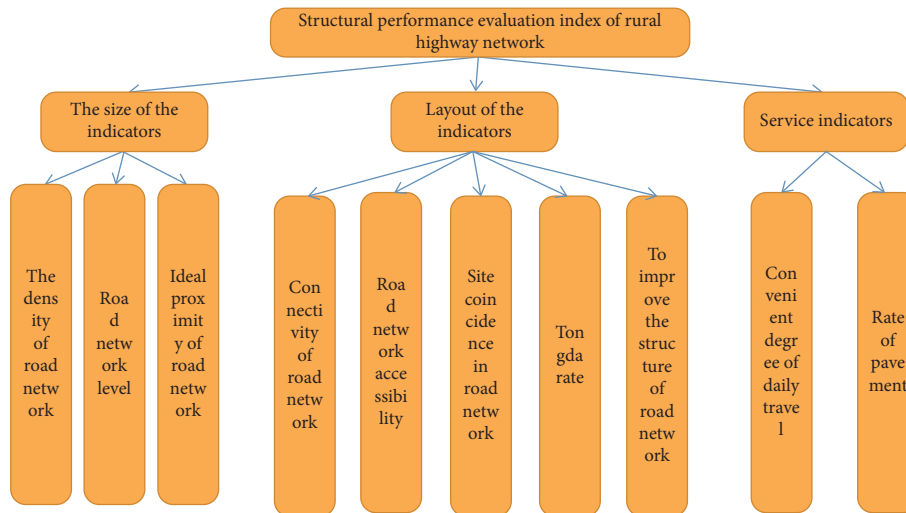 Structural performance evaluation index of rural
highway network
The size of the
indicators
Layout of the
indicators
Service indicators
The
dens
ity of
road
netw
ork
Roa
d
netw
ork
level
Ideal
prox
imit
y of
road
netw
ork
Con
necti
vity
of
road
netw
ork
Roa
d
netw
ork
acce
ssibi
lity
Site
coin
cide
nce
in
road
netw
ork
Ton
gda
rate
To
impr
ove
the
struc
ture
of
road
netw
ork
Con
veni
ent
degr
ee of
daily
trave
l
Rate
of
pave
ment